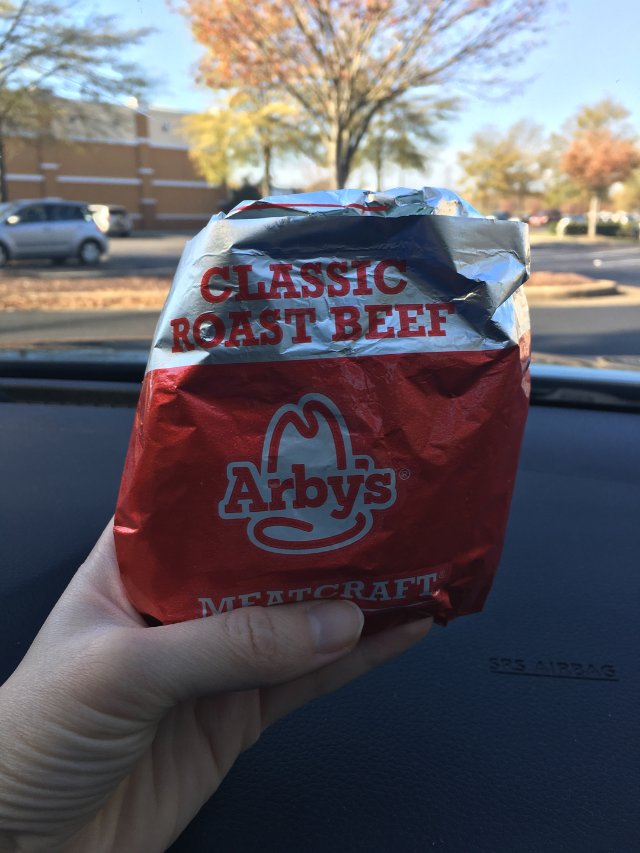 CLASSIC
ROAST BEEF
Arby's®
MEATCRAFT®
SRS AIRBAG